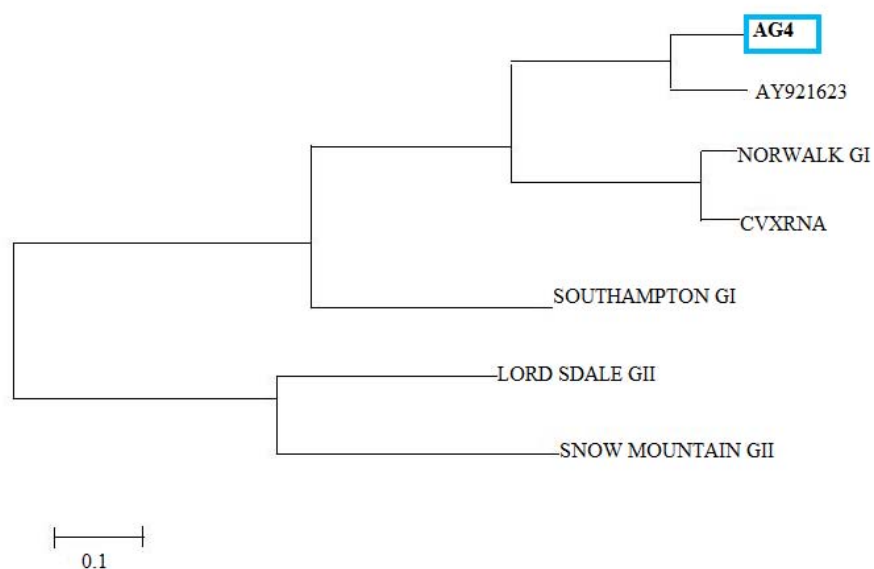 AG4
AY921623
NORWALK GI
CVXRNA
SOUTHAMPTON GI
LORD SDALE GII
SNOW MOUNTAIN GII
0.1